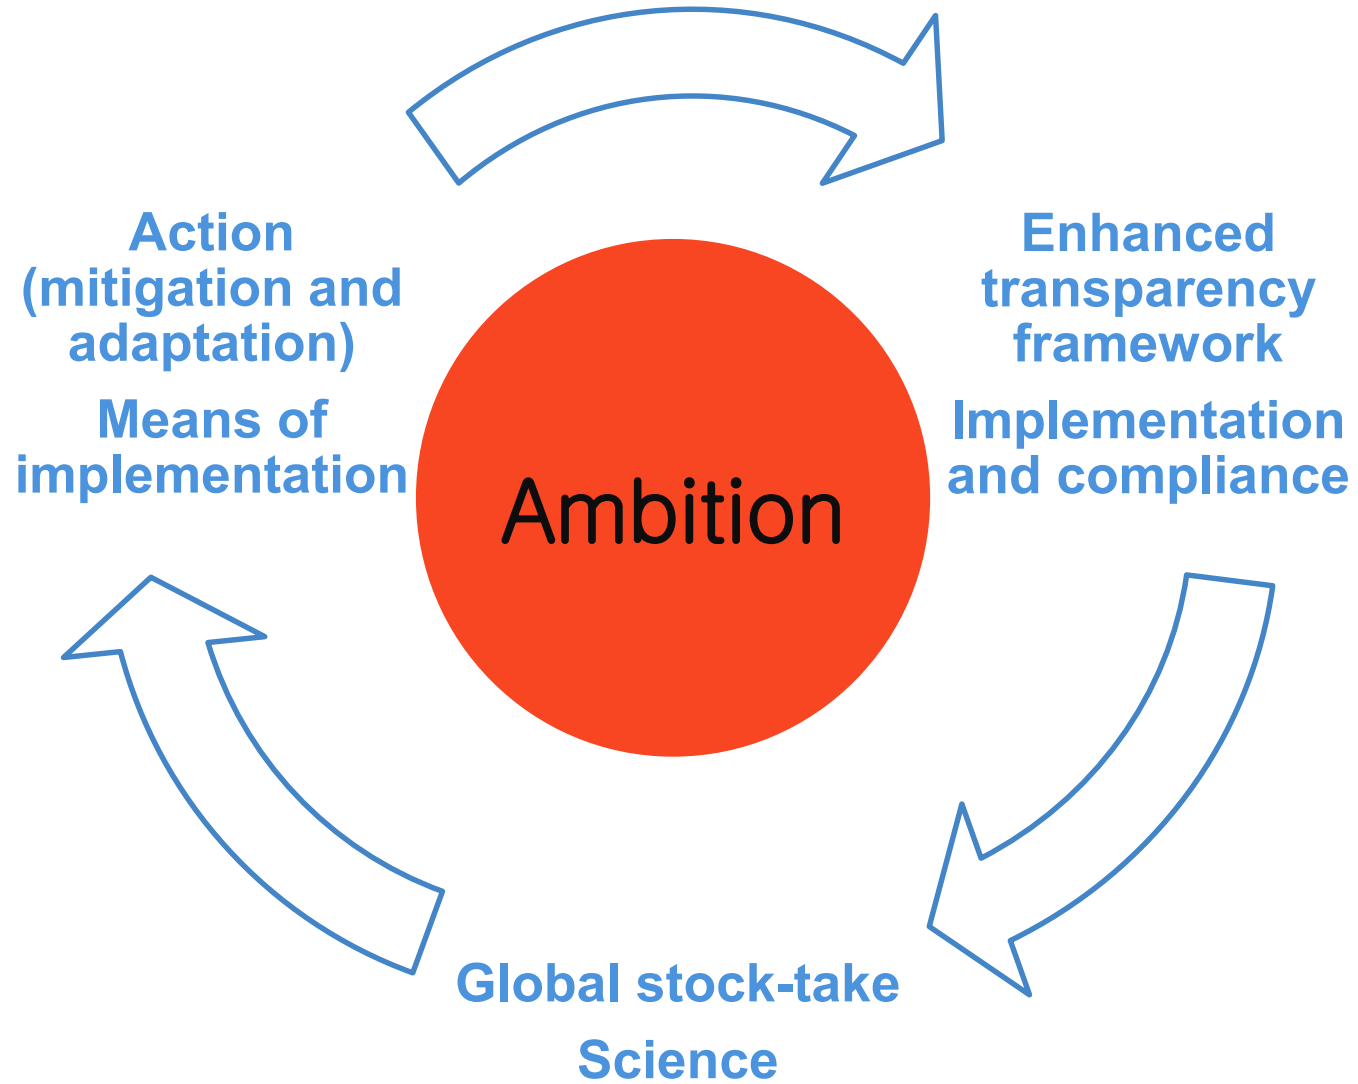 Action
(mitigation and
adaptation)
Means of
implementation
Ambition
Enhanced
transparency
framework
Implementation
and compliance
Global stock-take
Science